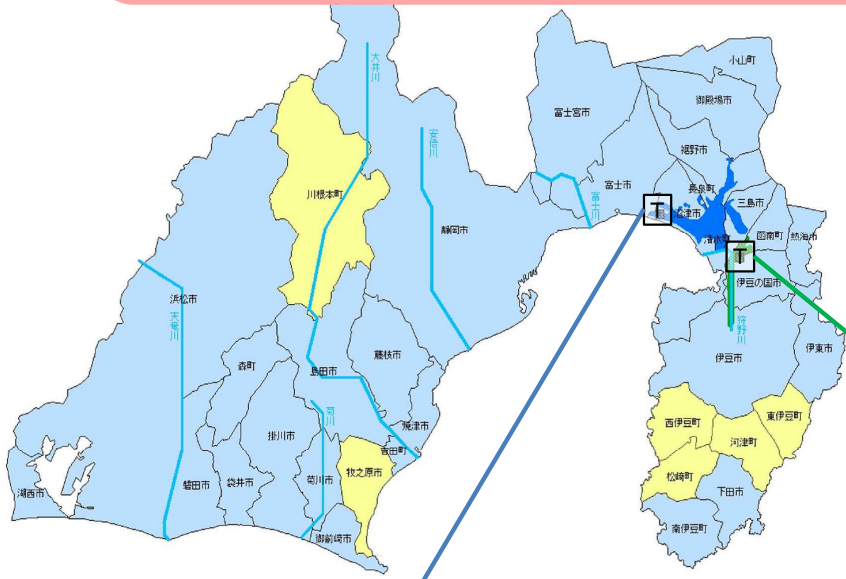 小山町
御殿場市
富士宮市
裾野市
富士市
長泉町
三島市
沼津市
清水町
函南町
熱海市
伊豆の国市
伊豆市
伊東市
東伊豆町
西伊豆町
河津町
松崎町
下田市
南伊豆町
T
T
富士川
狩野川
大井川
安倍川
川根本町
静岡市
浜松市
天竜川
森町
島田市
藤枝市
焼津市
吉田町
掛川市
菊川
菊川市
牧之原市
磐田市
袋井市
湖西市
御前崎市